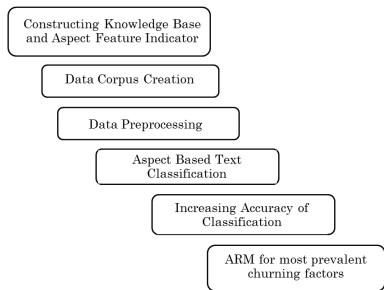 Constructing Knowledge Base
and Aspect Feature Indicator
Data Corpus Creation
Data Preprocessing
Aspect Based Text
Classification
Increasing Accuracy of
Classification
ARM for most prevalent
churning factors